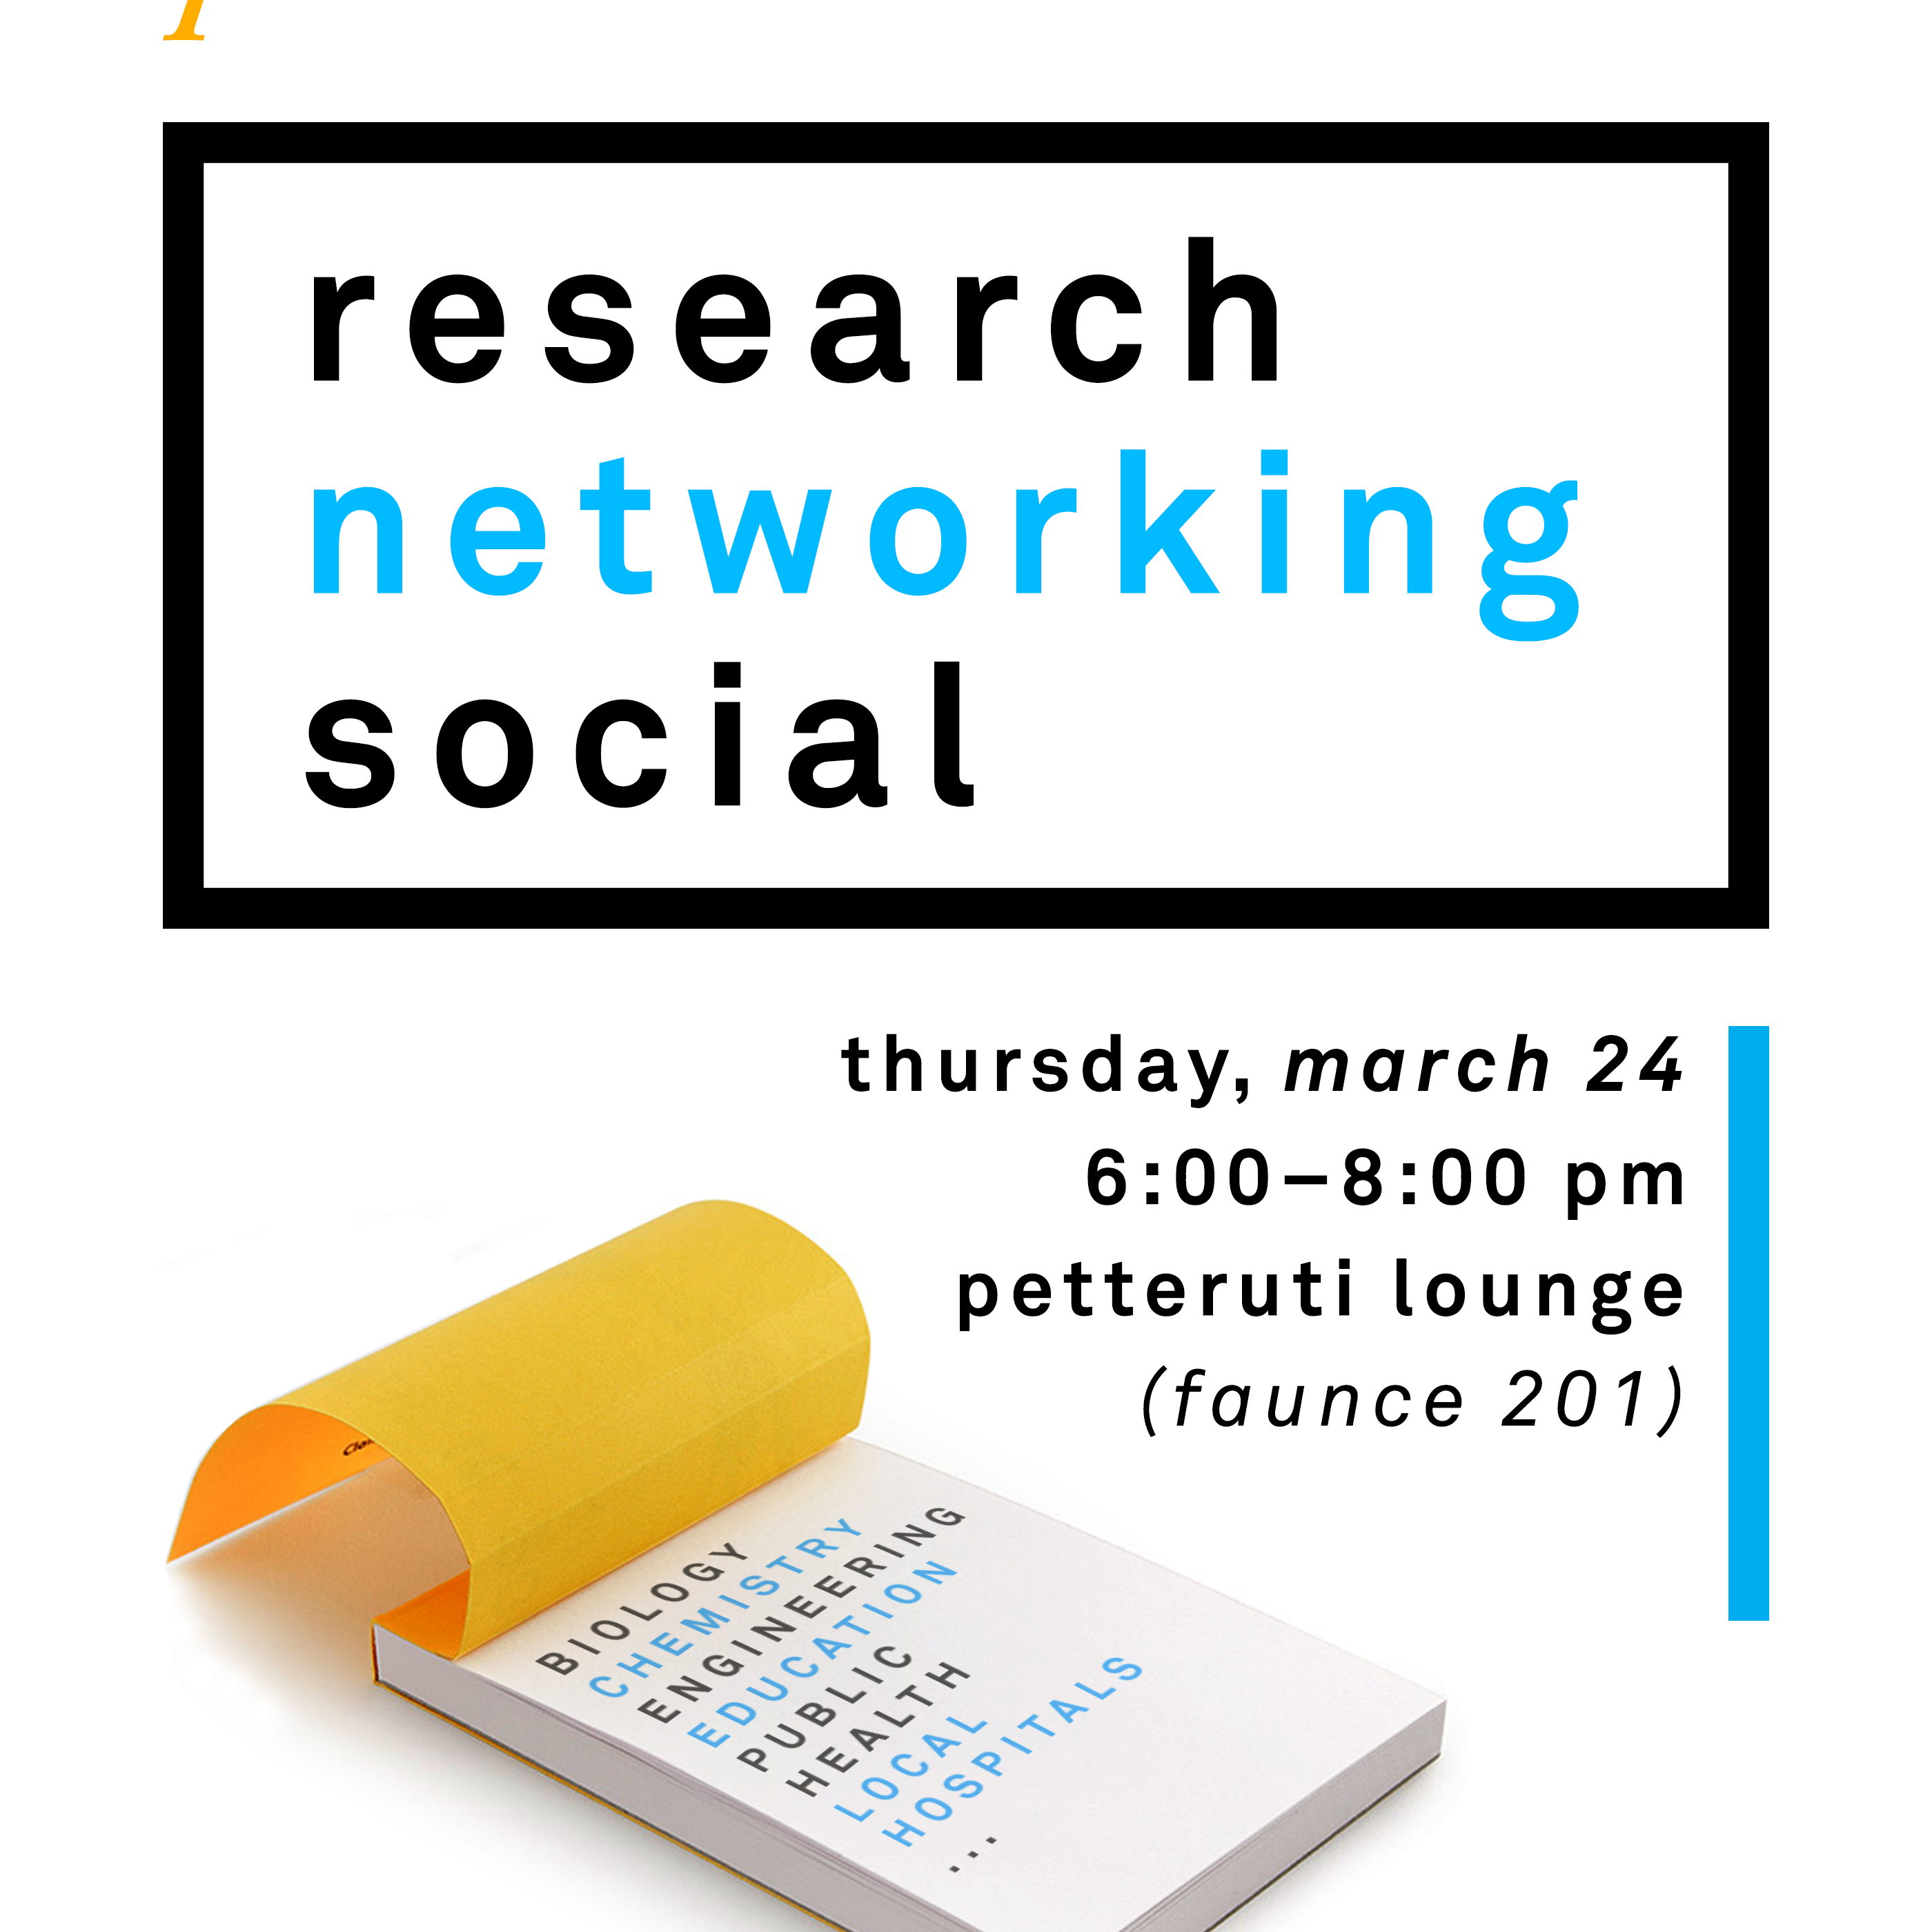 research
networking
social
thursday, march 24
6:00–8:00 pm
petteruti lounge
(faunce 201)
BIOLOGY
CHEMISTRY
ENGINEERING
EDUCATION
PUBLIC
HEALTH
LOCAL
HOSPITALS
...